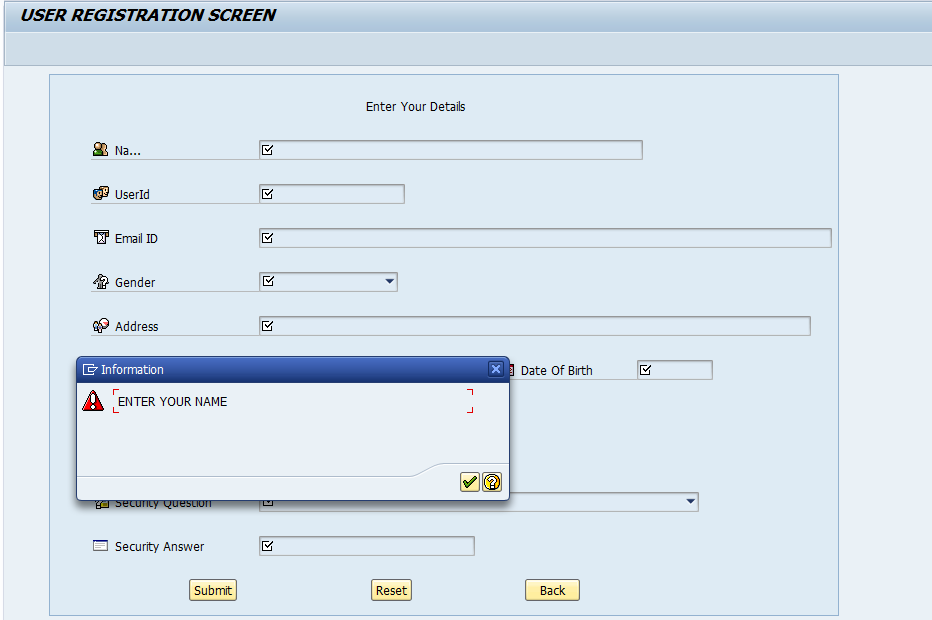 USER REGISTRATION SCREEN
Enter Your Details
Na...
UserId
Email ID
Gender
Address
Information
Date Of Birth
ENTER YOUR NAME
Security Question
Security Answer
Submit Reset Back